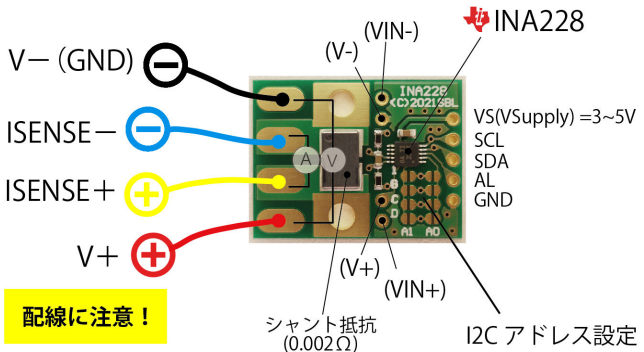 V－(GND)
ISENSE－
ISENSE＋
V＋
配線に注意！
(V-)
(VIN-)
INA228
INA228
<C>2021SBL
VS(VSupply) =3~5V
SCL
SDA
AL
GND
A
V
I
B
C
D
A1 A0
(V+)
(VIN+)
シャント抵抗
(0.002Ω)
I2C アドレス設定